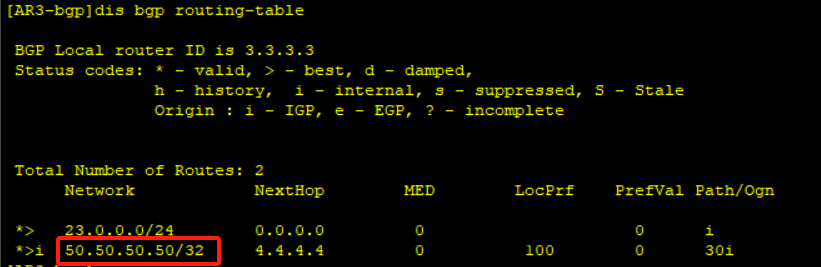 [AR3-bgp]dis bgp routing-table
BGP Local router ID is 3.3.3.3
Status codes: * - valid, > - best, d - damped,
h - history, i - internal, s - suppressed, S - Stale
Origin : i - IGP, e - EGP, ? - incomplete
Total Number of Routes: 2
Network NextHop MED LocPrf PrefVal Path/Ogn
*> 23.0.0.0/24 0.0.0.0 0 0 i
*>i 50.50.50.50/32 4.4.4.4 0 100 0 30i